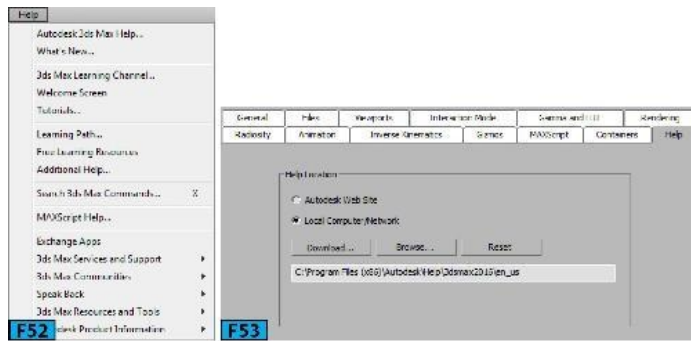 Help
Autodesk 3ds Max Help...
What's New...
3ds Max Learning Channel...
Welcome Screen
Tutorials...
Learning Path...
Free Learning Resources
Additional Help...
Search 3ds Max Commands... X
MAXScript Help...
Exchange Apps
3ds Max Services and Support
3ds Max Communities
Speak Back
3ds Max Resources and Tools
desk Product Information
F52
General Files Viewports Interaction Mode Gamma and LUT Rendering
Radiosity Animation Inverse Kinematics Gizmos MAXScript Containers Help
Help Location
Autodesk Web Site
Local Computer/Network
Download... Browse... Reset
C:\Program Files (x86)\Autodesk\Help\3dsmax2016\en_us
F53